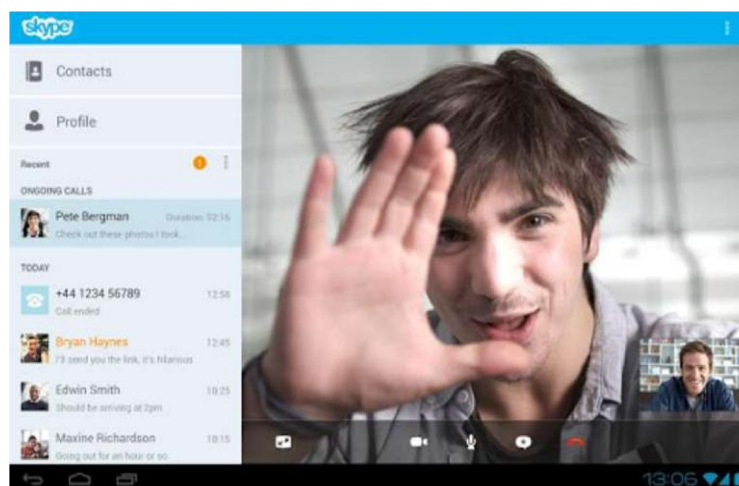 skype
Contacts
Profile
Recent
1
ONGOING CALLS
Pete Bergman Duration 02:16
Check out these photos I took...
TODAY
+44 1234 56789 12:58
Call ended
Bryan Haynes 12:45
I'll send you the link, it's hilarious
Edwin Smith 10:25
Should be arriving at 2pm
Maxine Richardson 10:15
Going out for an hour or so.
13:06